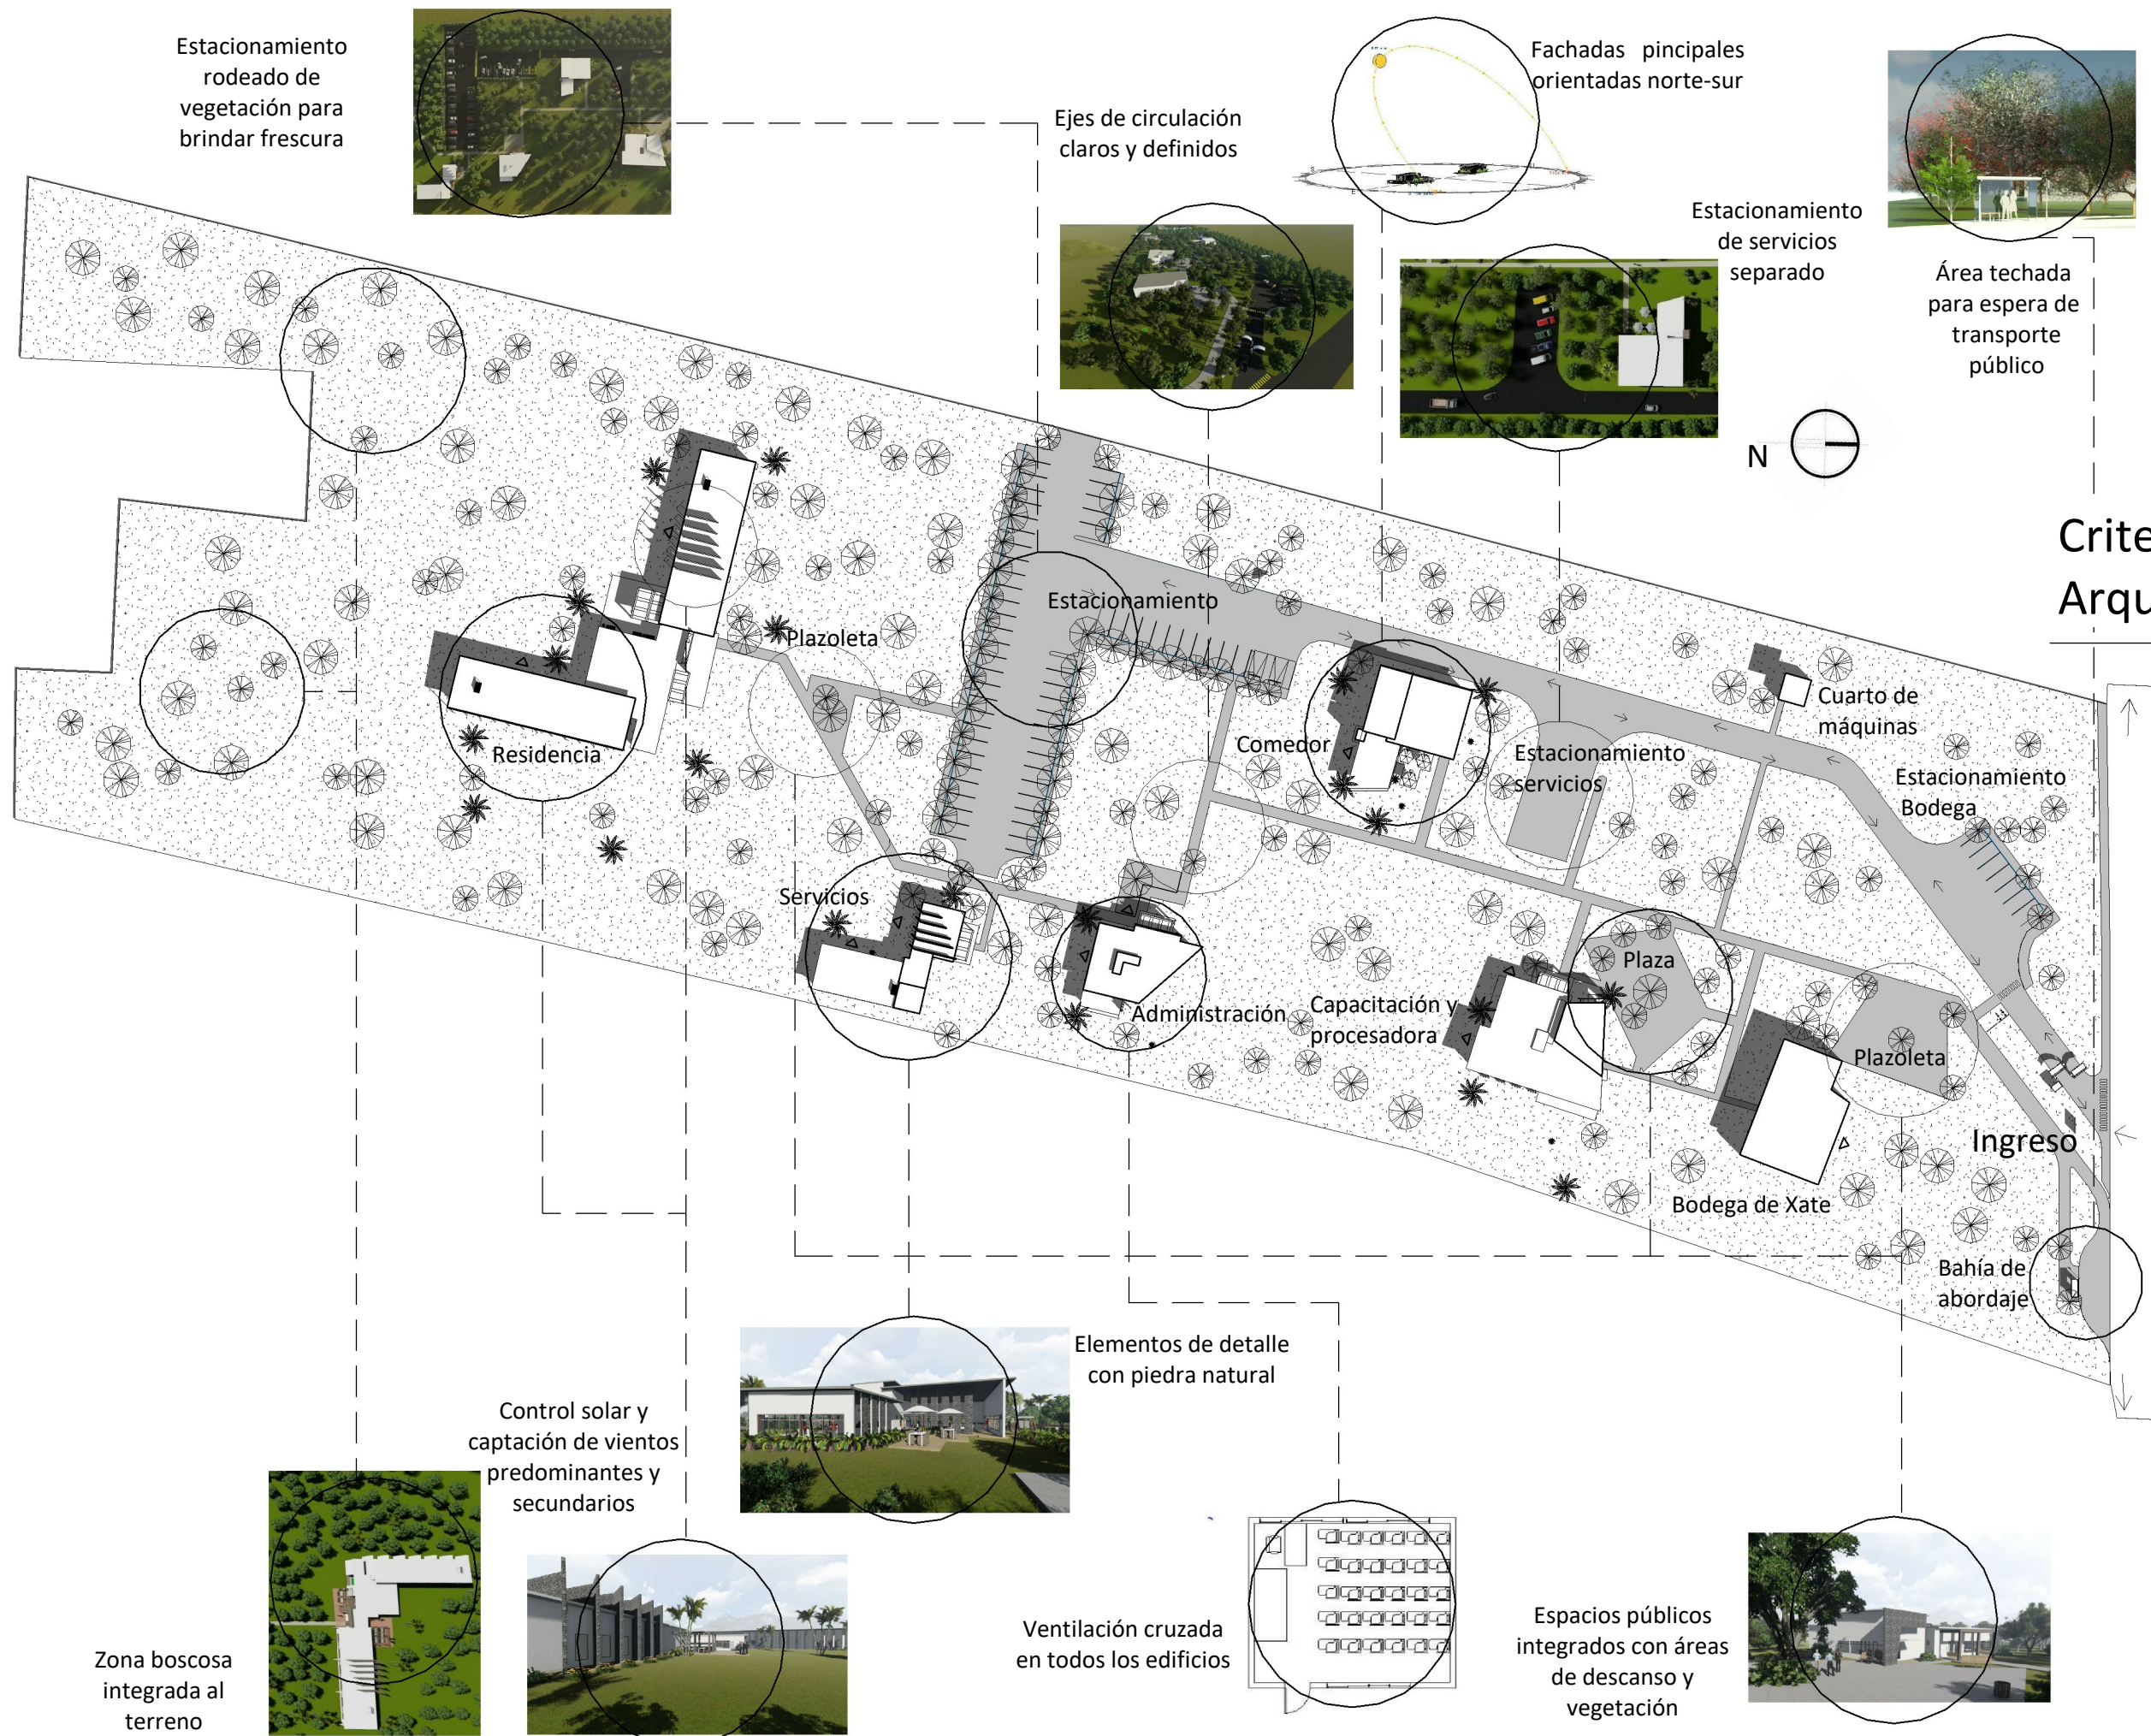 Estacionamiento
rodeado de
vegetación para
brindar frescura
Ejes de circulación
claros y definidos
Fachadas pincipales
orientadas norte-sur
Estacionamiento
de servicios
separado
Área techada
para espera de
transporte
público
N
Crite
Arqu
Estacionamiento
Plazoleta
Residencia
Comedor
Estacionamiento
servicios
Cuarto de
máquinas
Estacionamiento
Bodega
Servicios
Administración
Capacitación y
procesadora
Plaza
Plazoleta
Ingreso
Bodega de Xate
Bahía de
abordaje
Elementos de detalle
con piedra natural
Control solar y
captación de vientos
predominantes y
secundarios
Zona boscosa
integrada al
terreno
Ventilación cruzada
en todos los edificios
Espacios públicos
integrados con áreas
de descanso y
vegetación